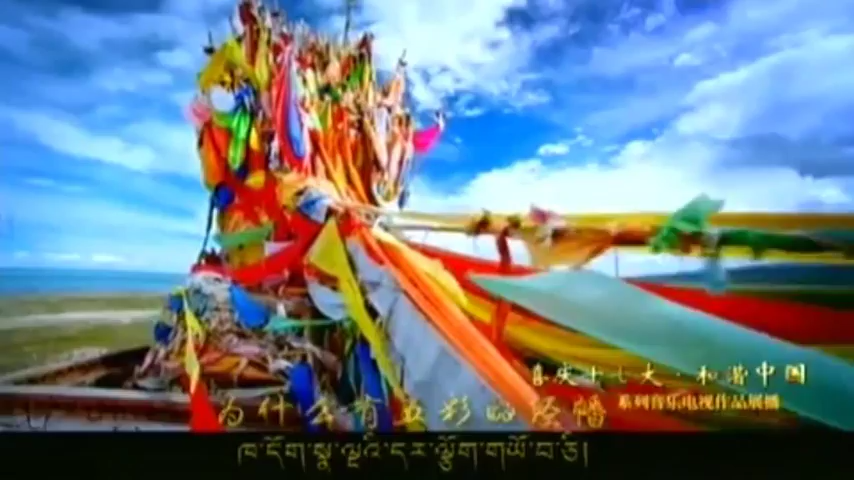 喜庆十七大·和谐中国
系列音乐电视作品展播
为什么有五彩的经幡
ཁ་དོག་སྣ་ལྔའི་དར་ལྕོག་གཡོ་བ་ཅི།